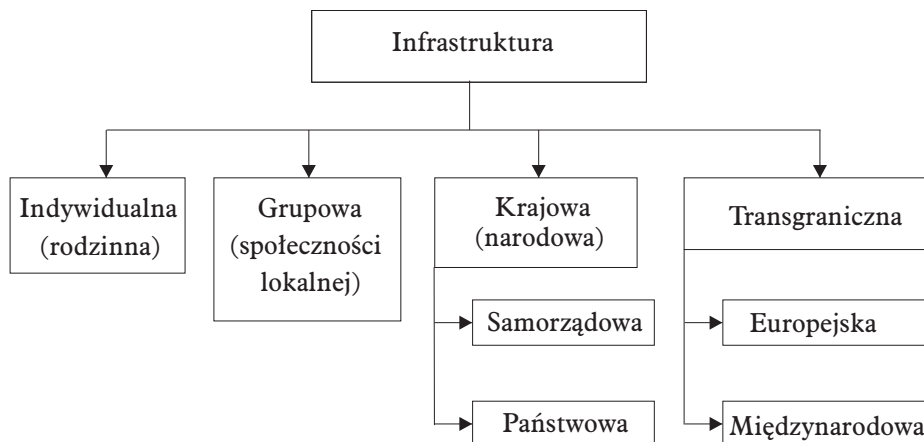 Infrastruktura
Indywidualna
(rodzinna)
Grupowa
(społeczności
lokalnej)
Krajowa
(narodowa)
Transgraniczna
Samorządowa
Europejska
Państwowa
Międzynarodowa